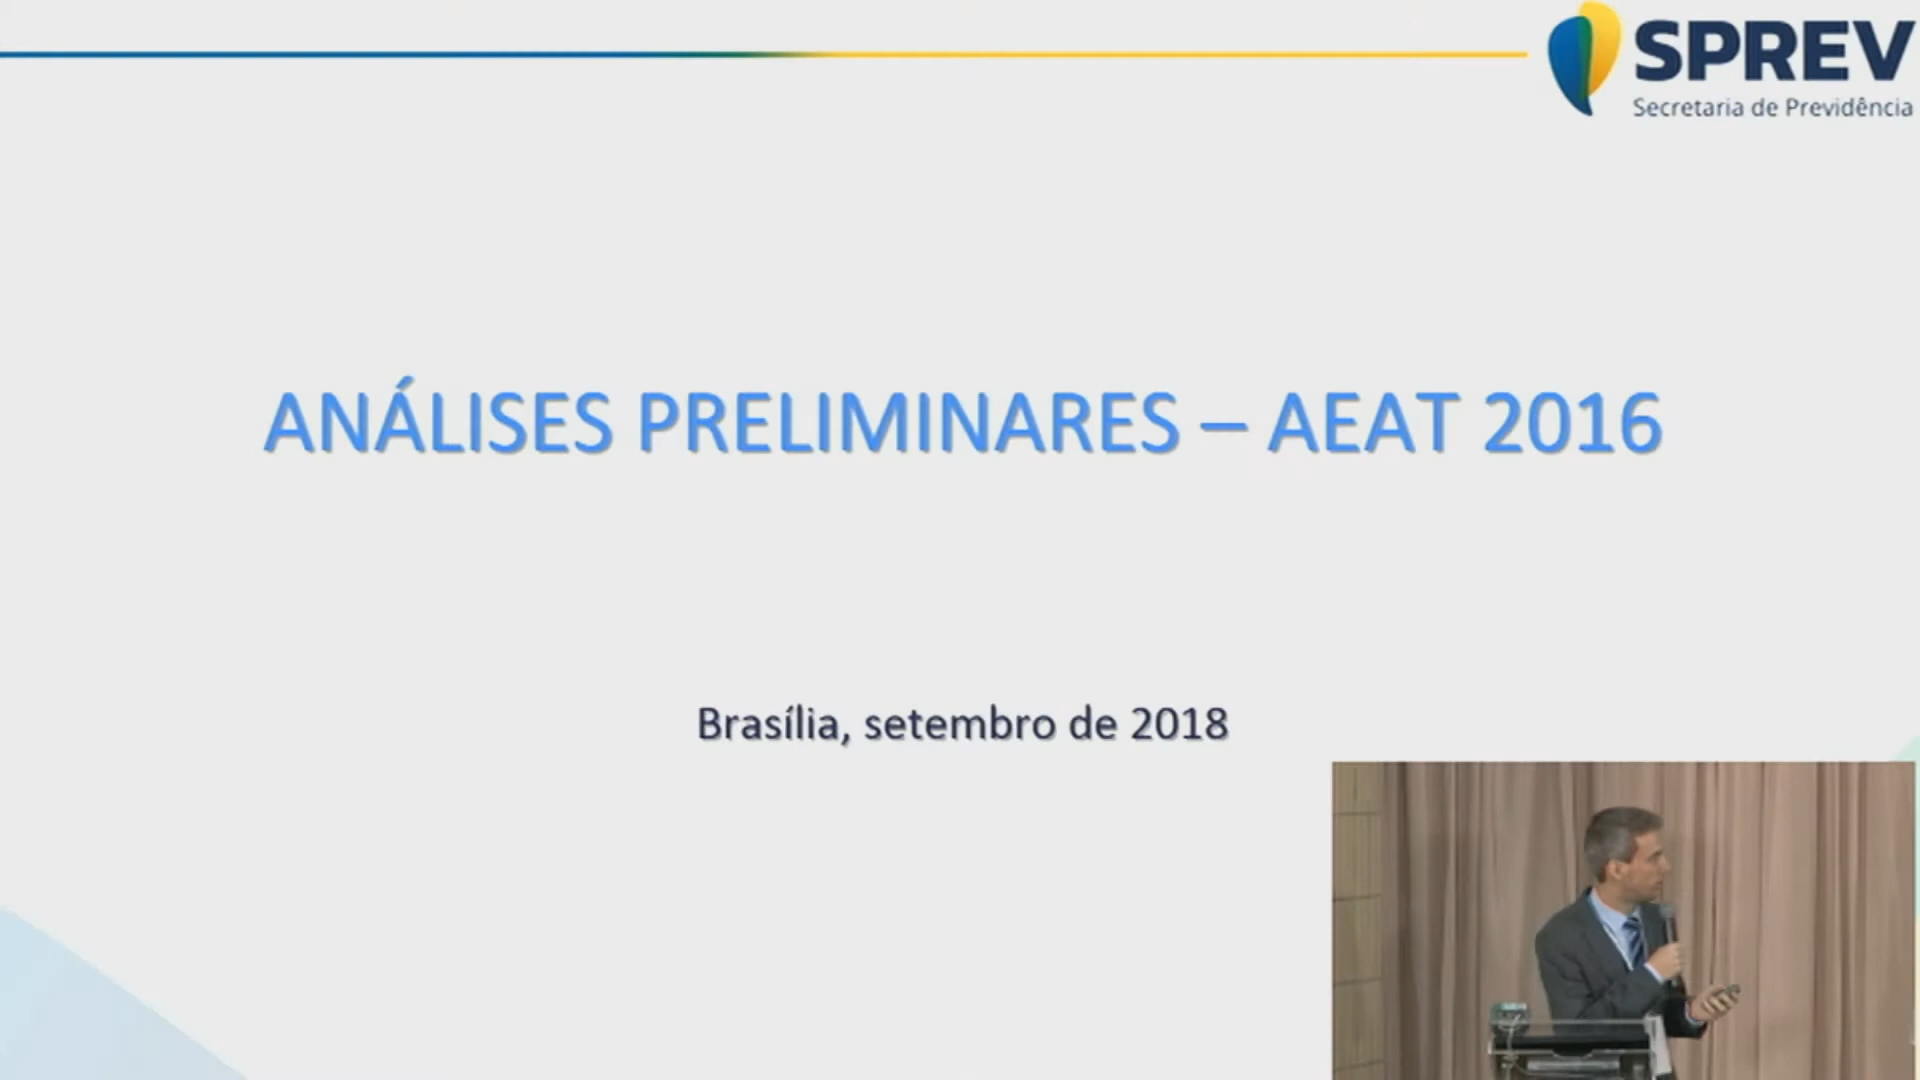 SPREV
Secretaria de Previdência
ANÁLISES PRELIMINARES – AEAT 2016
Brasília, setembro de 2018